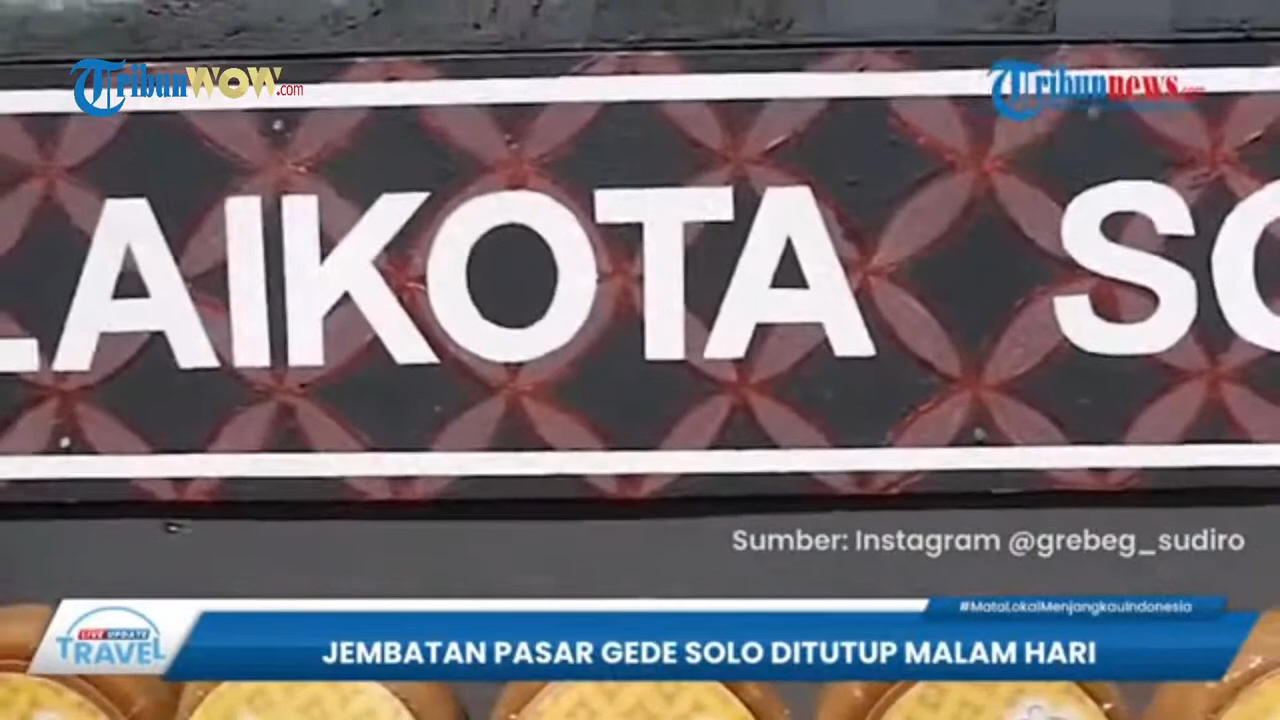 TribunWOW.com
Tribunnews.com
LAIKOTA SO
Sumber: Instagram @grebeg_sudiro
#MataLokalMenjangkauIndonesia
LIVE UPDATE
TRAVEL
JEMBATAN PASAR GEDE SOLO DITUTUP MALAM HARI